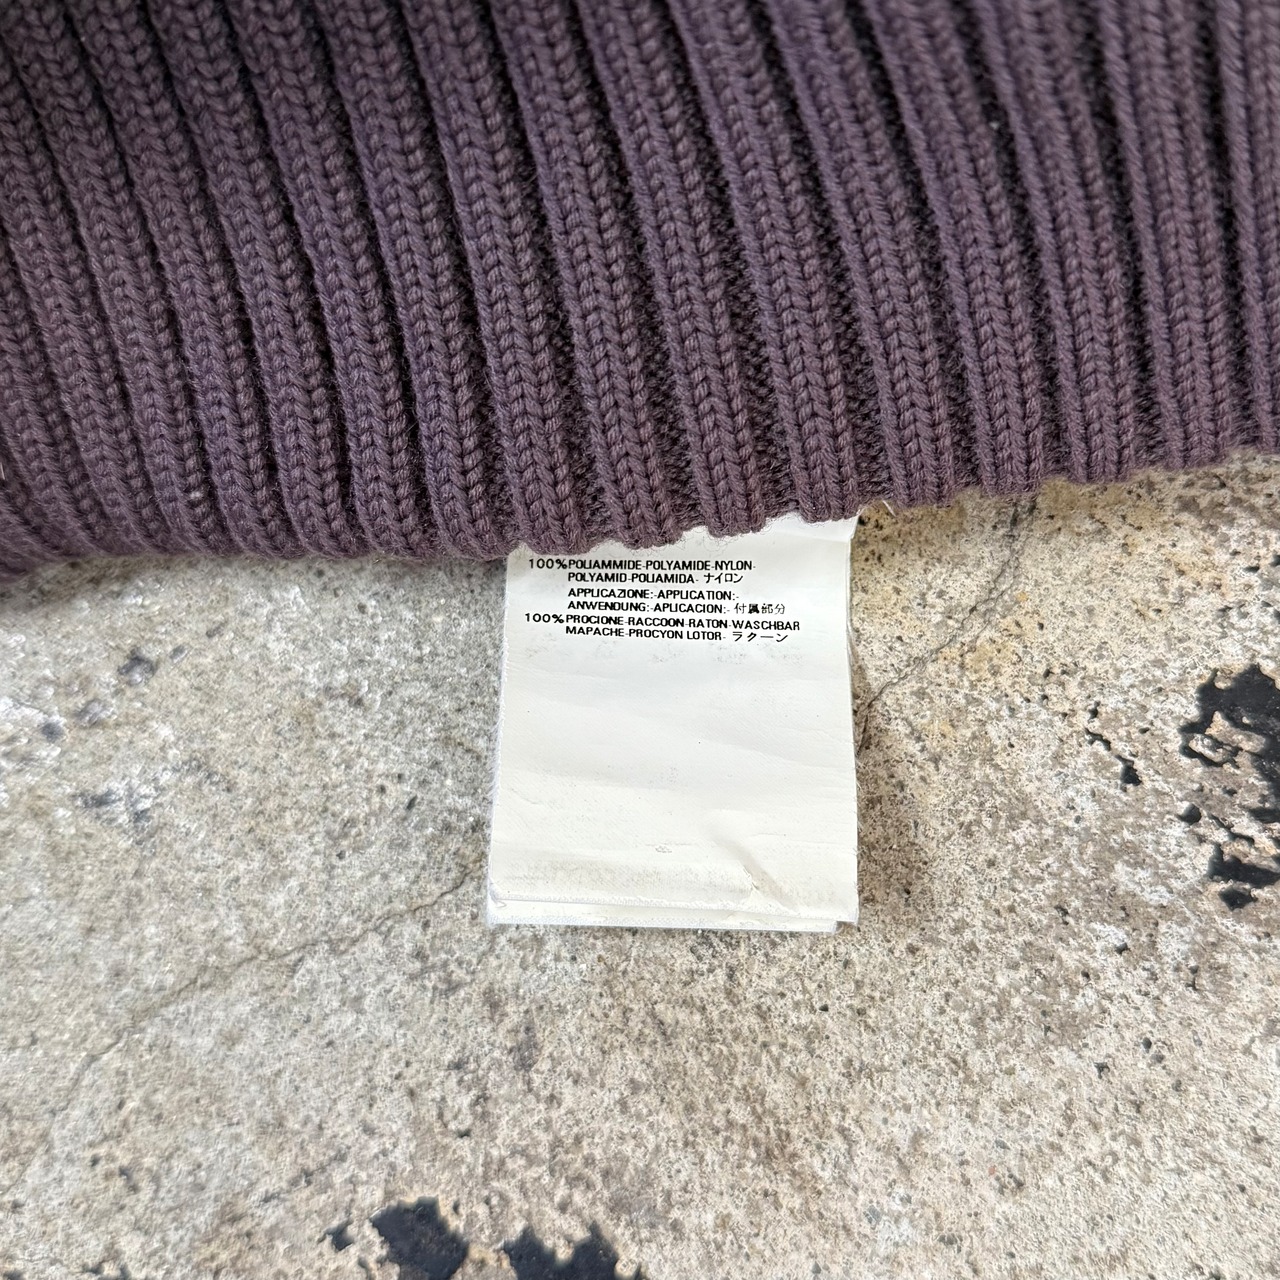 100%POLIAMMIDE-POLYAMIDE-NYLON-
POLYAMID-POLIAMIDA- ナイロン
APPLICAZIONE:-APPLICATION:-
ANWENDUNG:-APLICACION:- 付属部分
100%PROCIONE-RACCOON-RATON-WASCHBAR
MAPACHE-PROCYON LOTOR- ラクーン